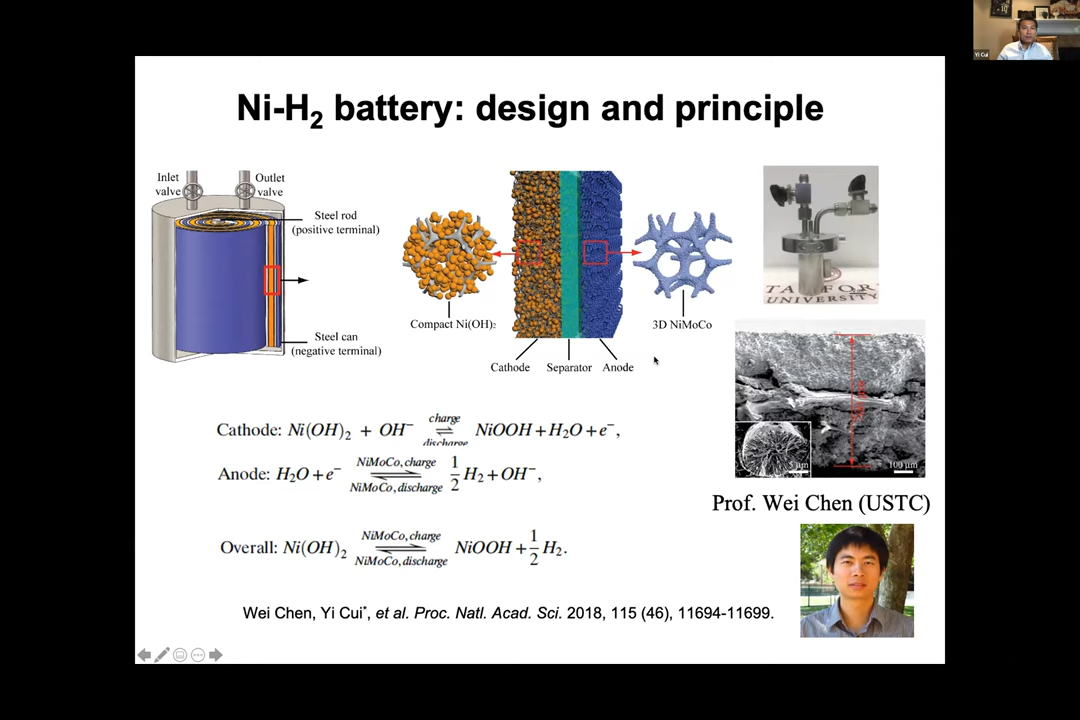 Yi Cui
Ni-H₂ battery: design and principle
Inlet valve
Outlet valve
Steel rod
(positive terminal)
Steel can
(negative terminal)
Compact Ni(OH)₂
3D NiMoCo
Cathode Separator Anode
UNIVERSITY
5 µm
100 µm
Cathode: Ni(OH)₂ + OH⁻ charge ⇌ discharge NiOOH + H₂O + e⁻,
Anode: H₂O + e⁻ NiMoCo, charge ⇌ NiMoCo, discharge 1/2 H₂ + OH⁻,
Overall: Ni(OH)₂ NiMoCo, charge ⇌ NiMoCo, discharge NiOOH + 1/2 H₂.
Prof. Wei Chen (USTC)
Wei Chen, Yi Cui*, et al. Proc. Natl. Acad. Sci. 2018, 115 (46), 11694-11699.